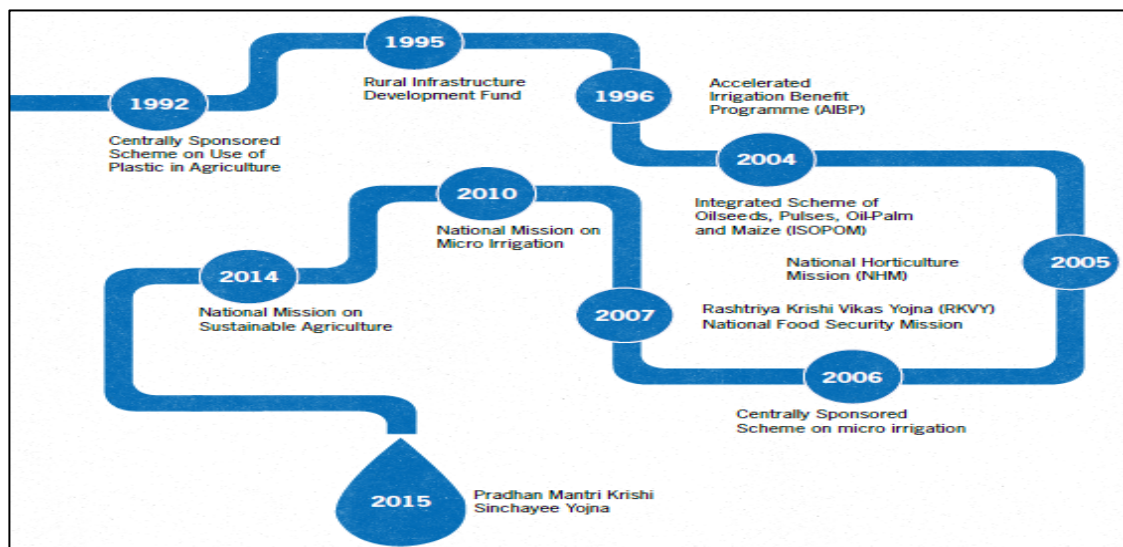 1992
Centrally Sponsored
Scheme on Use of
Plastic in Agriculture
1995
Rural Infrastructure
Development Fund
1996
Accelerated
Irrigation Benefit
Programme (AIBP)
2004
Integrated Scheme of
Oilseeds, Pulses, Oil-Palm
and Maize (ISOPOM)
2005
National Horticulture
Mission (NHM)
2006
Centrally Sponsored
Scheme on micro irrigation
2007
Rashtriya Krishi Vikas Yojna (RKVY)
National Food Security Mission
2010
National Mission on
Micro Irrigation
2014
National Mission on
Sustainable Agriculture
2015
Pradhan Mantri Krishi
Sinchayee Yojna